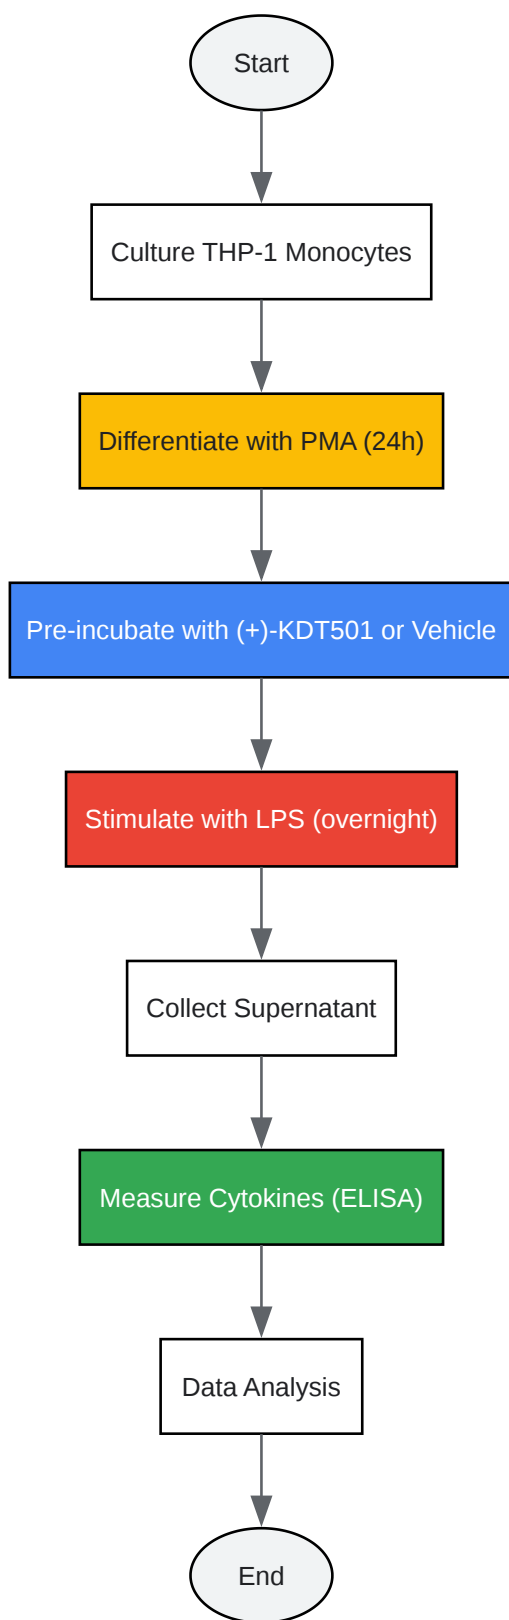 Start
Culture THP-1 Monocytes
Differentiate with PMA (24h)
Pre-incubate with (+)-KDT501 or Vehicle
Stimulate with LPS (overnight)
Collect Supernatant
Measure Cytokines (ELISA)
Data Analysis
End